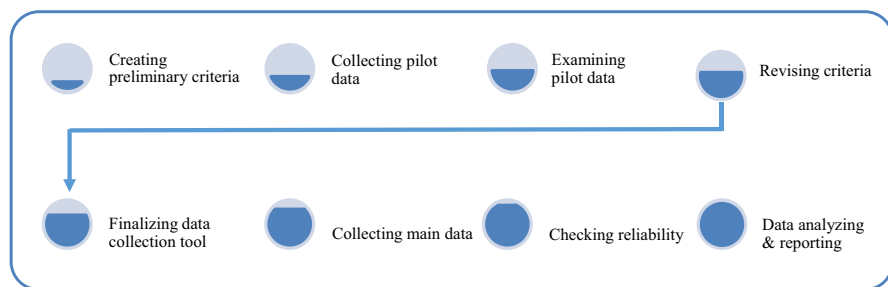 Creating
preliminary criteria
Collecting pilot
data
Examining
pilot data
Revising criteria
Finalizing data
collection tool
Collecting main data
Checking reliability
Data analyzing
& reporting